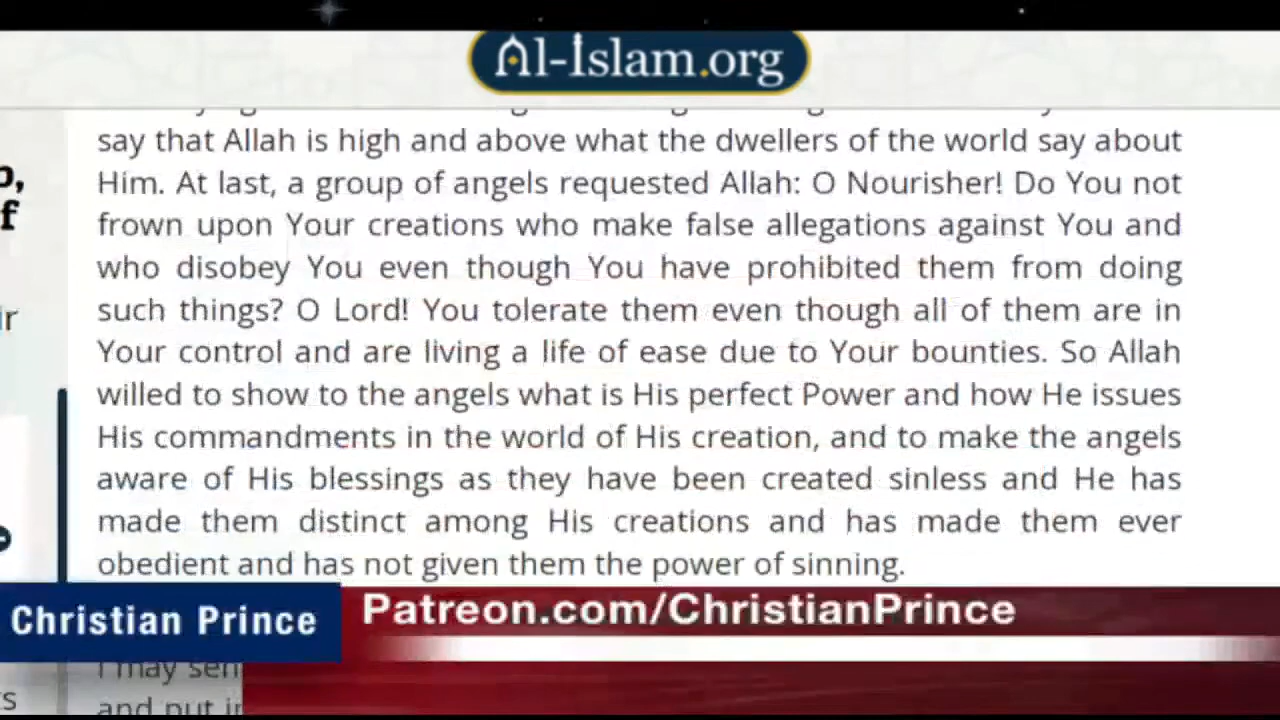 Al-Islam.org
say that Allah is high and above what the dwellers of the world say about
Him. At last, a group of angels requested Allah: O Nourisher! Do You not
frown upon Your creations who make false allegations against You and
who disobey You even though You have prohibited them from doing
such things? O Lord! You tolerate them even though all of them are in
Your control and are living a life of ease due to Your bounties. So Allah
willed to show to the angels what is His perfect Power and how He issues
His commandments in the world of His creation, and to make the angels
aware of His blessings as they have been created sinless and He has
made them distinct among His creations and has made them ever
obedient and has not given them the power of sinning.
Christian Prince
Patreon.com/ChristianPrince
I may
and put